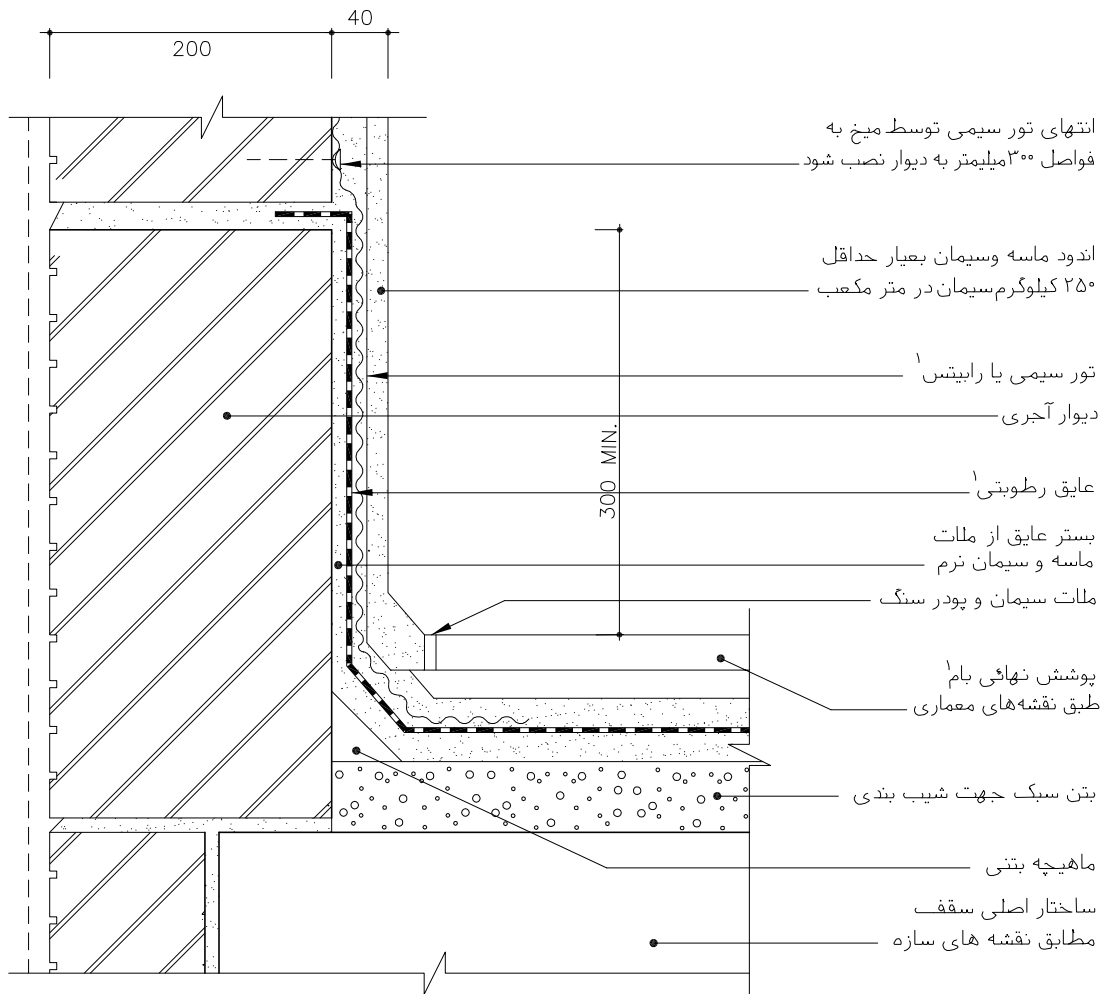 40
200
انتهای تور سیمی توسط میخ به
فواصل ۳۰۰میلیمتر به دیوار نصب شود
اندود ماسه وسیمان بعیار حداقل
۲۵۰ کیلوگرم‌سیمان در متر مکعب
تور سیمی یا رابیتس۱
دیوار آجری
300 MIN.
عایق رطوبتی۱
بستر عایق از ملات
ماسه و سیمان نرم
ملات سیمان و پودر سنگ
پوشش نهائی بام۱
طبق نقشه‌های معماری
بتن سبک جهت شیب بندی
ماهیچه بتنی
ساختار اصلی سقف
مطابق نقشه های سازه